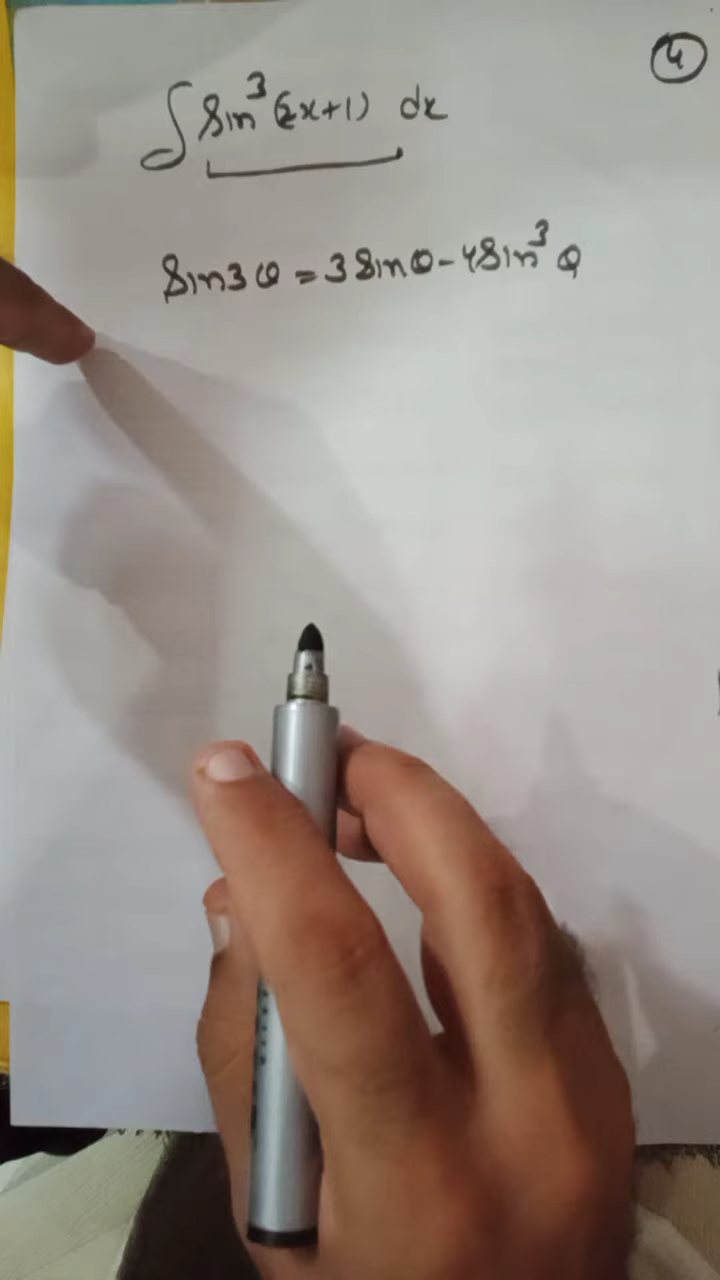 ④
∫ sin³(2x+1) dx
sin3θ = 3sinθ - 4sin³θ